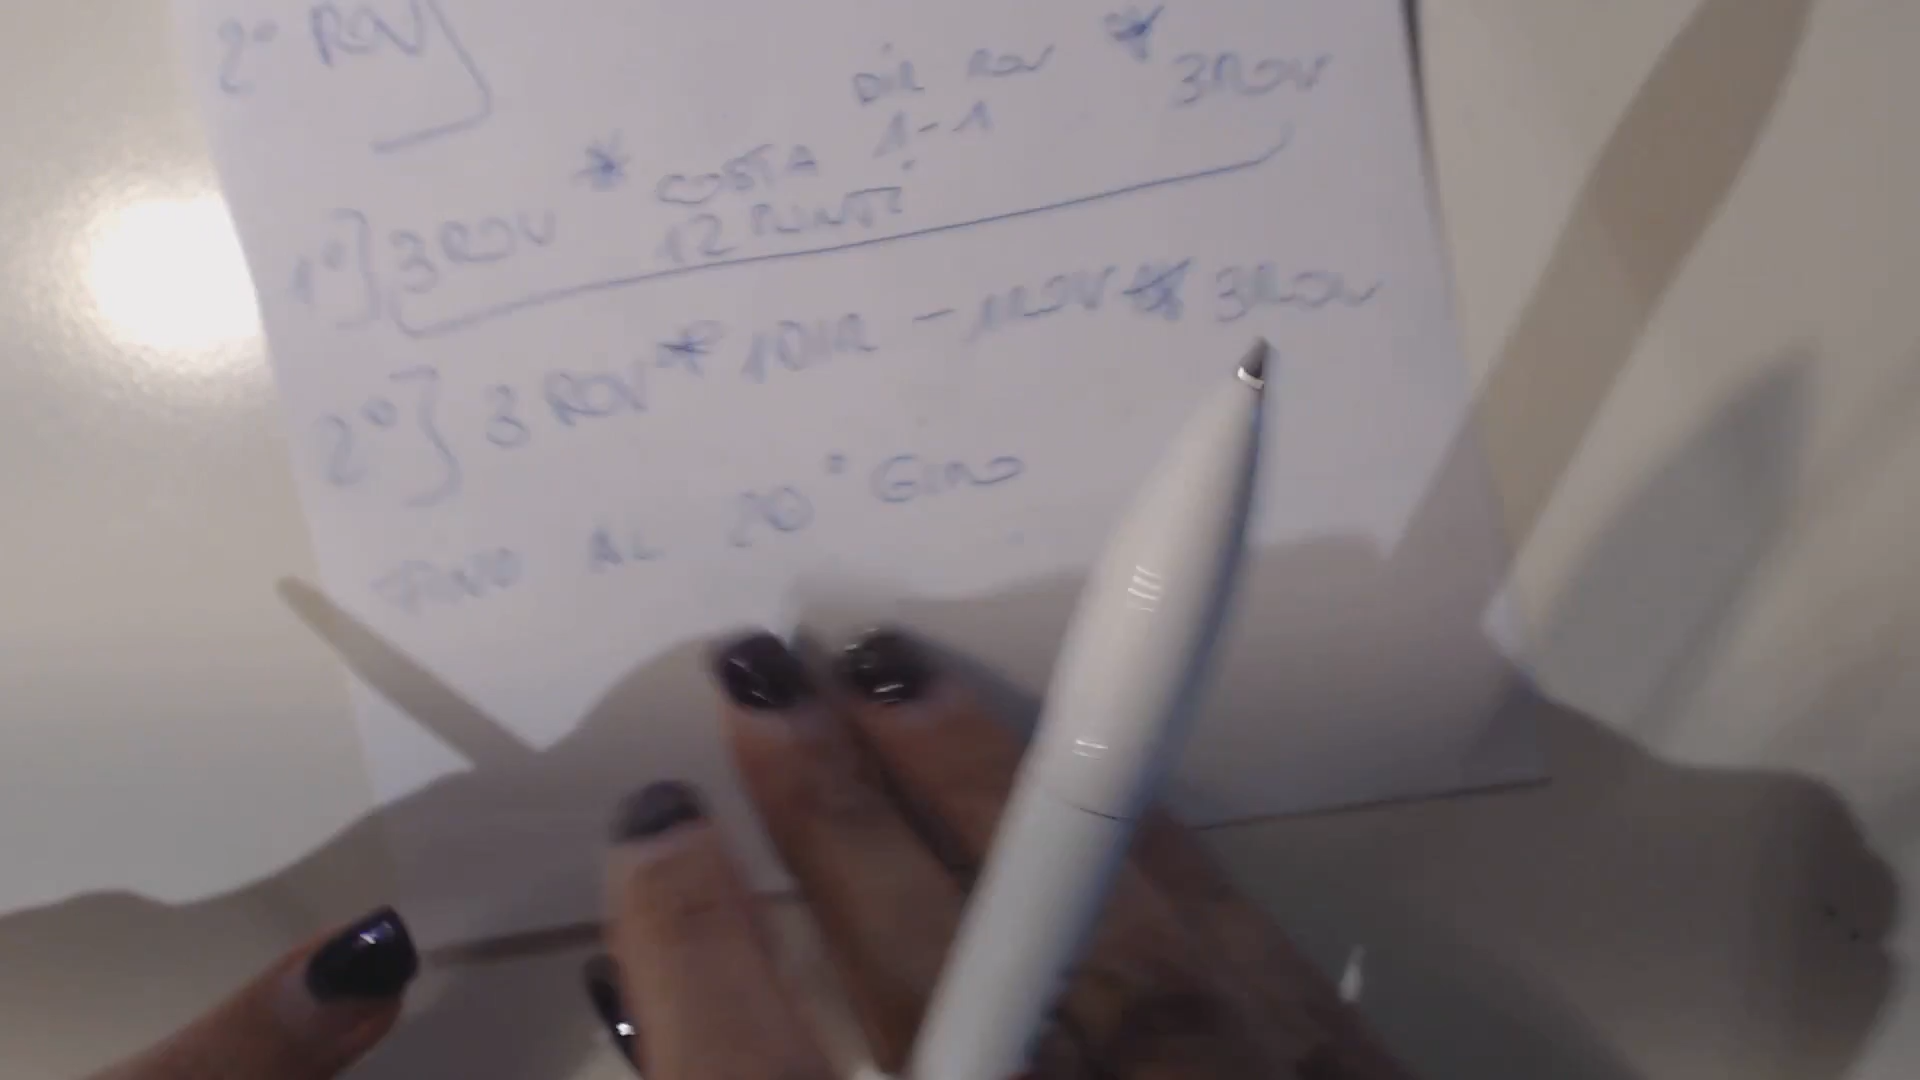 2° ROV
DIR ROV * 3ROV
1°] 3ROV * COSTA 1-1
12 PUNTI
2°} 3 ROV * 1DIR - 1ROV * 3ROV
FINO AL 20° GIRO